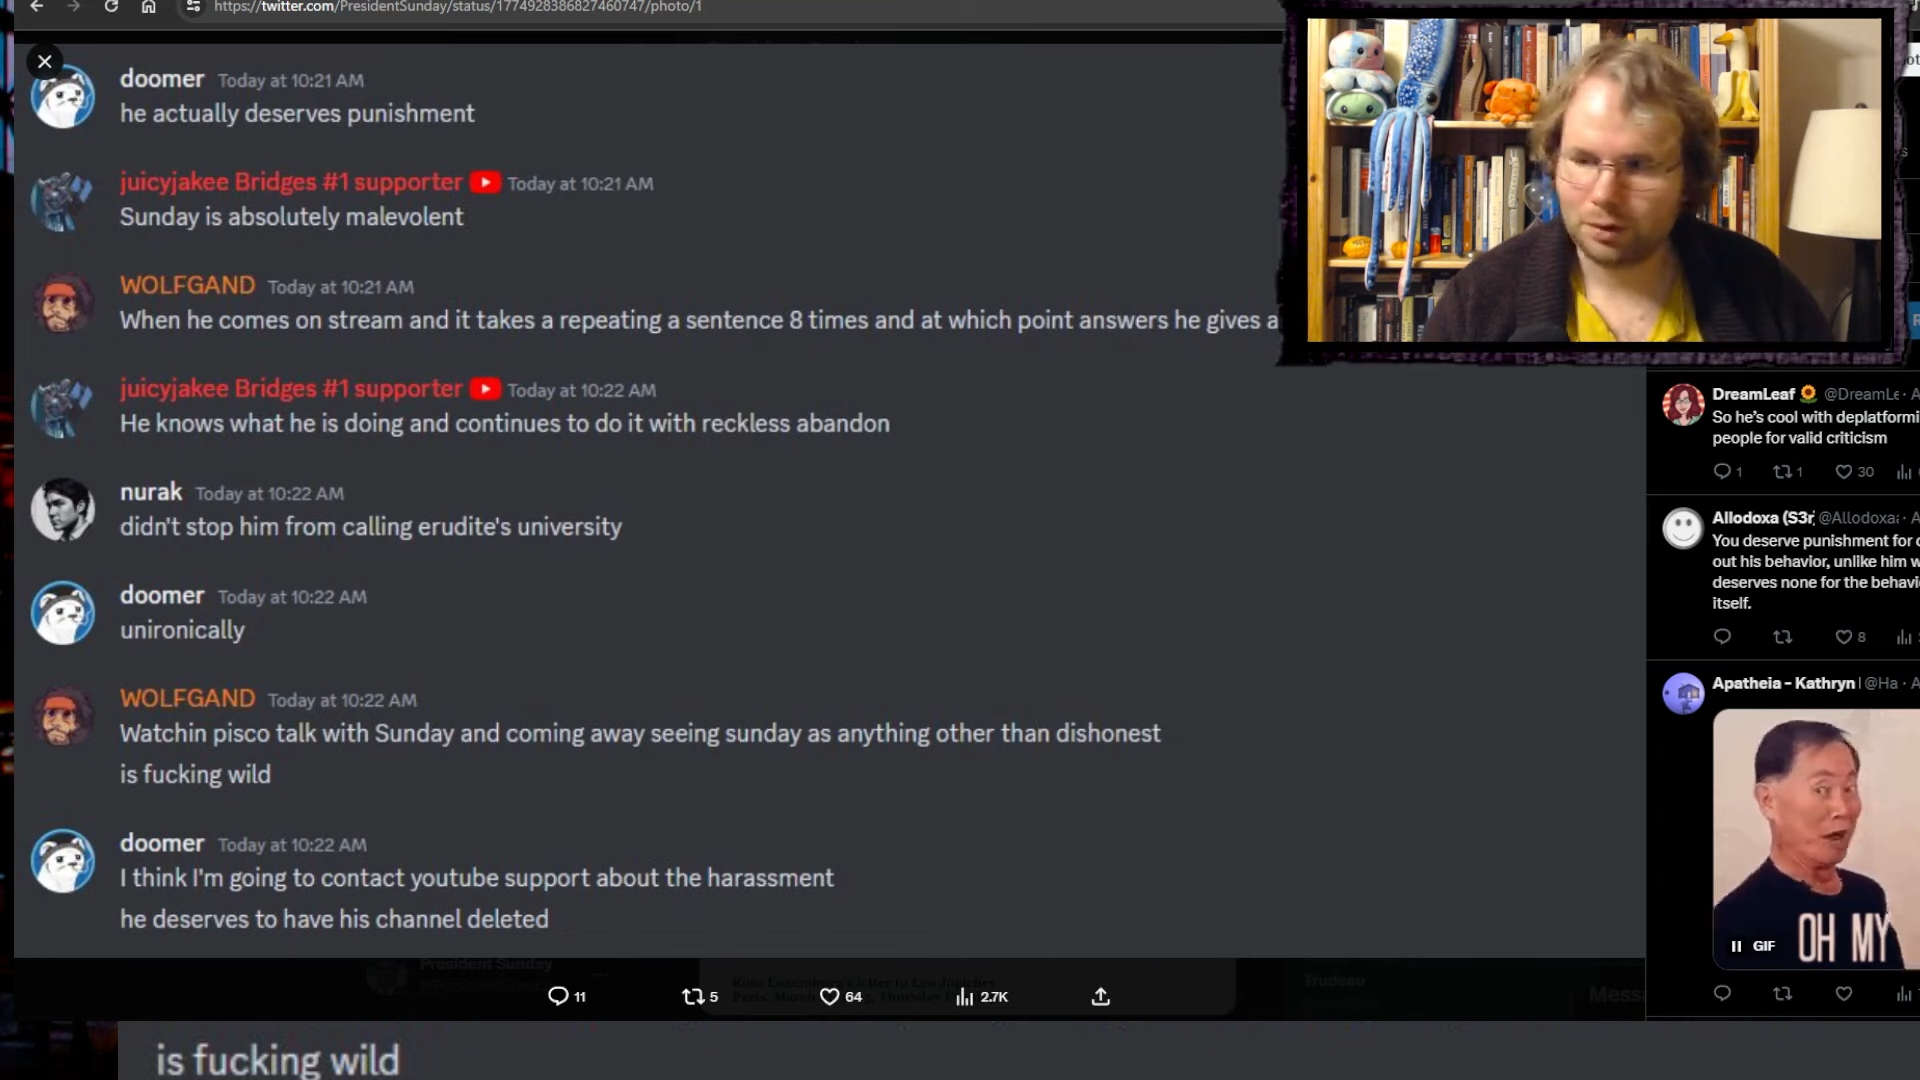 https://twitter.com/PresidentSunday/status/1774928386827460747/photo/1
doomer Today at 10:21 AM
he actually deserves punishment
juicyjakee Bridges #1 supporter Today at 10:21 AM
Sunday is absolutely malevolent
WOLFGAND Today at 10:21 AM
When he comes on stream and it takes a repeating a sentence 8 times and at which point answers he gives a
juicyjakee Bridges #1 supporter Today at 10:22 AM
He knows what he is doing and continues to do it with reckless abandon
nurak Today at 10:22 AM
didn't stop him from calling erudite's university
doomer Today at 10:22 AM
unironically
WOLFGAND Today at 10:22 AM
Watchin pisco talk with Sunday and coming away seeing sunday as anything other than dishonest
is fucking wild
doomer Today at 10:22 AM
I think I'm going to contact youtube support about the harassment
he deserves to have his channel deleted
President Sunday
Trudeau
11 5 64 2.7K
is fucking wild
DreamLeaf @DreamLe · A
So he's cool with deplatformi
people for valid criticism
1 1 30
Allodoxa (S3r @Allodoxa · A
You deserve punishment for
out his behavior, unlike him w
deserves none for the behavi
itself.
8
Apatheia - Kathryn @Ha · A
OH MY
GIF